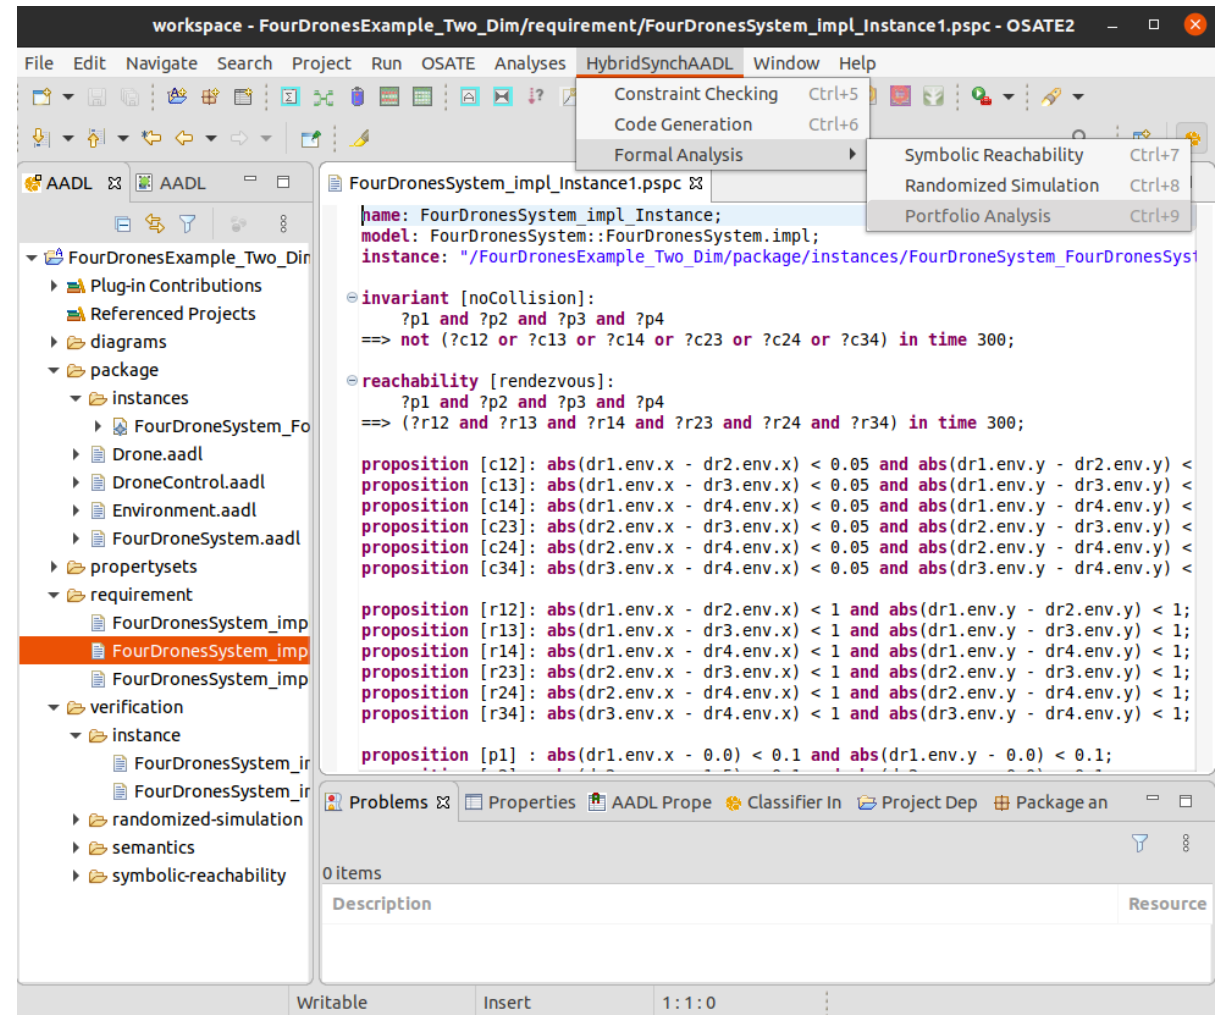 workspace - FourDronesExample_Two_Dim/requirement/FourDronesSystem_impl_Instance1.pspc - OSATE2
File Edit Navigate Search Project Run OSATE Analyses HybridSynchAADL Window Help
Constraint Checking Ctrl+5
Code Generation Ctrl+6
Formal Analysis
Symbolic Reachability Ctrl+7
Randomized Simulation Ctrl+8
Portfolio Analysis Ctrl+9
AADL AADL
FourDronesExample_Two_Dim
Plug-in Contributions
Referenced Projects
diagrams
package
instances
FourDroneSystem_Fo
Drone.aadl
DroneControl.aadl
Environment.aadl
FourDroneSystem.aadl
propertysets
requirement
FourDronesSystem_imp
FourDronesSystem_imp
FourDronesSystem_imp
verification
instance
FourDronesSystem_ir
FourDronesSystem_ir
randomized-simulation
semantics
symbolic-reachability
FourDronesSystem_impl_Instance1.pspc
name: FourDronesSystem_impl_Instance;
model: FourDronesSystem::FourDronesSystem.impl;
instance: "/FourDronesExample_Two_Dim/package/instances/FourDroneSystem_FourDronesSyst
invariant [noCollision]:
?p1 and ?p2 and ?p3 and ?p4
==> not (?c12 or ?c13 or ?c14 or ?c23 or ?c24 or ?c34) in time 300;
reachability [rendezvous]:
?p1 and ?p2 and ?p3 and ?p4
==> (?r12 and ?r13 and ?r14 and ?r23 and ?r24 and ?r34) in time 300;
proposition [c12]: abs(dr1.env.x - dr2.env.x) < 0.05 and abs(dr1.env.y - dr2.env.y) <
proposition [c13]: abs(dr1.env.x - dr3.env.x) < 0.05 and abs(dr1.env.y - dr3.env.y) <
proposition [c14]: abs(dr1.env.x - dr4.env.x) < 0.05 and abs(dr1.env.y - dr4.env.y) <
proposition [c23]: abs(dr2.env.x - dr3.env.x) < 0.05 and abs(dr2.env.y - dr3.env.y) <
proposition [c24]: abs(dr2.env.x - dr4.env.x) < 0.05 and abs(dr2.env.y - dr4.env.y) <
proposition [c34]: abs(dr3.env.x - dr4.env.x) < 0.05 and abs(dr3.env.y - dr4.env.y) <
proposition [r12]: abs(dr1.env.x - dr2.env.x) < 1 and abs(dr1.env.y - dr2.env.y) < 1;
proposition [r13]: abs(dr1.env.x - dr3.env.x) < 1 and abs(dr1.env.y - dr3.env.y) < 1;
proposition [r14]: abs(dr1.env.x - dr4.env.x) < 1 and abs(dr1.env.y - dr4.env.y) < 1;
proposition [r23]: abs(dr2.env.x - dr3.env.x) < 1 and abs(dr2.env.y - dr3.env.y) < 1;
proposition [r24]: abs(dr2.env.x - dr4.env.x) < 1 and abs(dr2.env.y - dr4.env.y) < 1;
proposition [r34]: abs(dr3.env.x - dr4.env.x) < 1 and abs(dr3.env.y - dr4.env.y) < 1;
proposition [p1] : abs(dr1.env.x - 0.0) < 0.1 and abs(dr1.env.y - 0.0) < 0.1;
Problems Properties AADL Prope Classifier In Project Dep Package an
0 items
Description Resource
Writable Insert 1:1:0